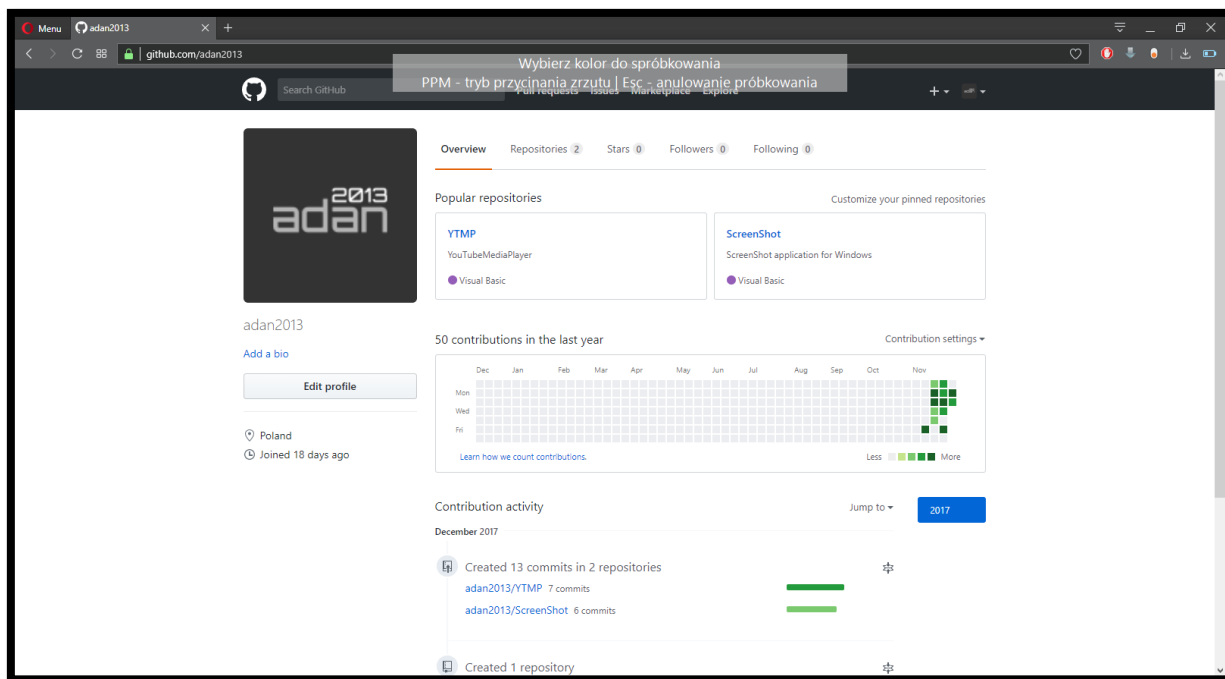 Menu adan2013
github.com/adan2013
Wybierz kolor do spróbkowania
PPM - tryb przycinania zrzutu | Esc - anulowanie próbkowania
Search GitHub Pull requests Issues Marketplace Explore
2013
adan
Overview Repositories 2 Stars 0 Followers 0 Following 0
Popular repositories Customize your pinned repositories
YTMP ScreenShot
YouTubeMediaPlayer ScreenShot application for Windows
Visual Basic Visual Basic
adan2013
Add a bio
Edit profile
Poland
Joined 18 days ago
50 contributions in the last year Contribution settings
Dec Jan Feb Mar Apr May Jun Jul Aug Sep Oct Nov
Mon
Wed
Fri
Learn how we count contributions. Less More
Contribution activity Jump to 2017
December 2017
Created 13 commits in 2 repositories
adan2013/YTMP 7 commits
adan2013/ScreenShot 6 commits
Created 1 repository